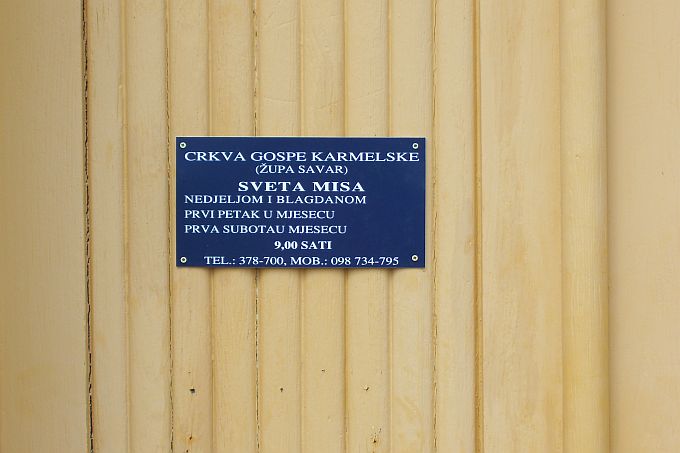 CRKVA GOSPE KARMELSKE
(ŽUPA SAVAR)
SVETA MISA
NEDJELJOM I BLAGDANOM
PRVI PETAK U MJESECU
PRVA SUBOTAU MJESECU
9,00 SATI
TEL.: 378-700, MOB.: 098 734-795